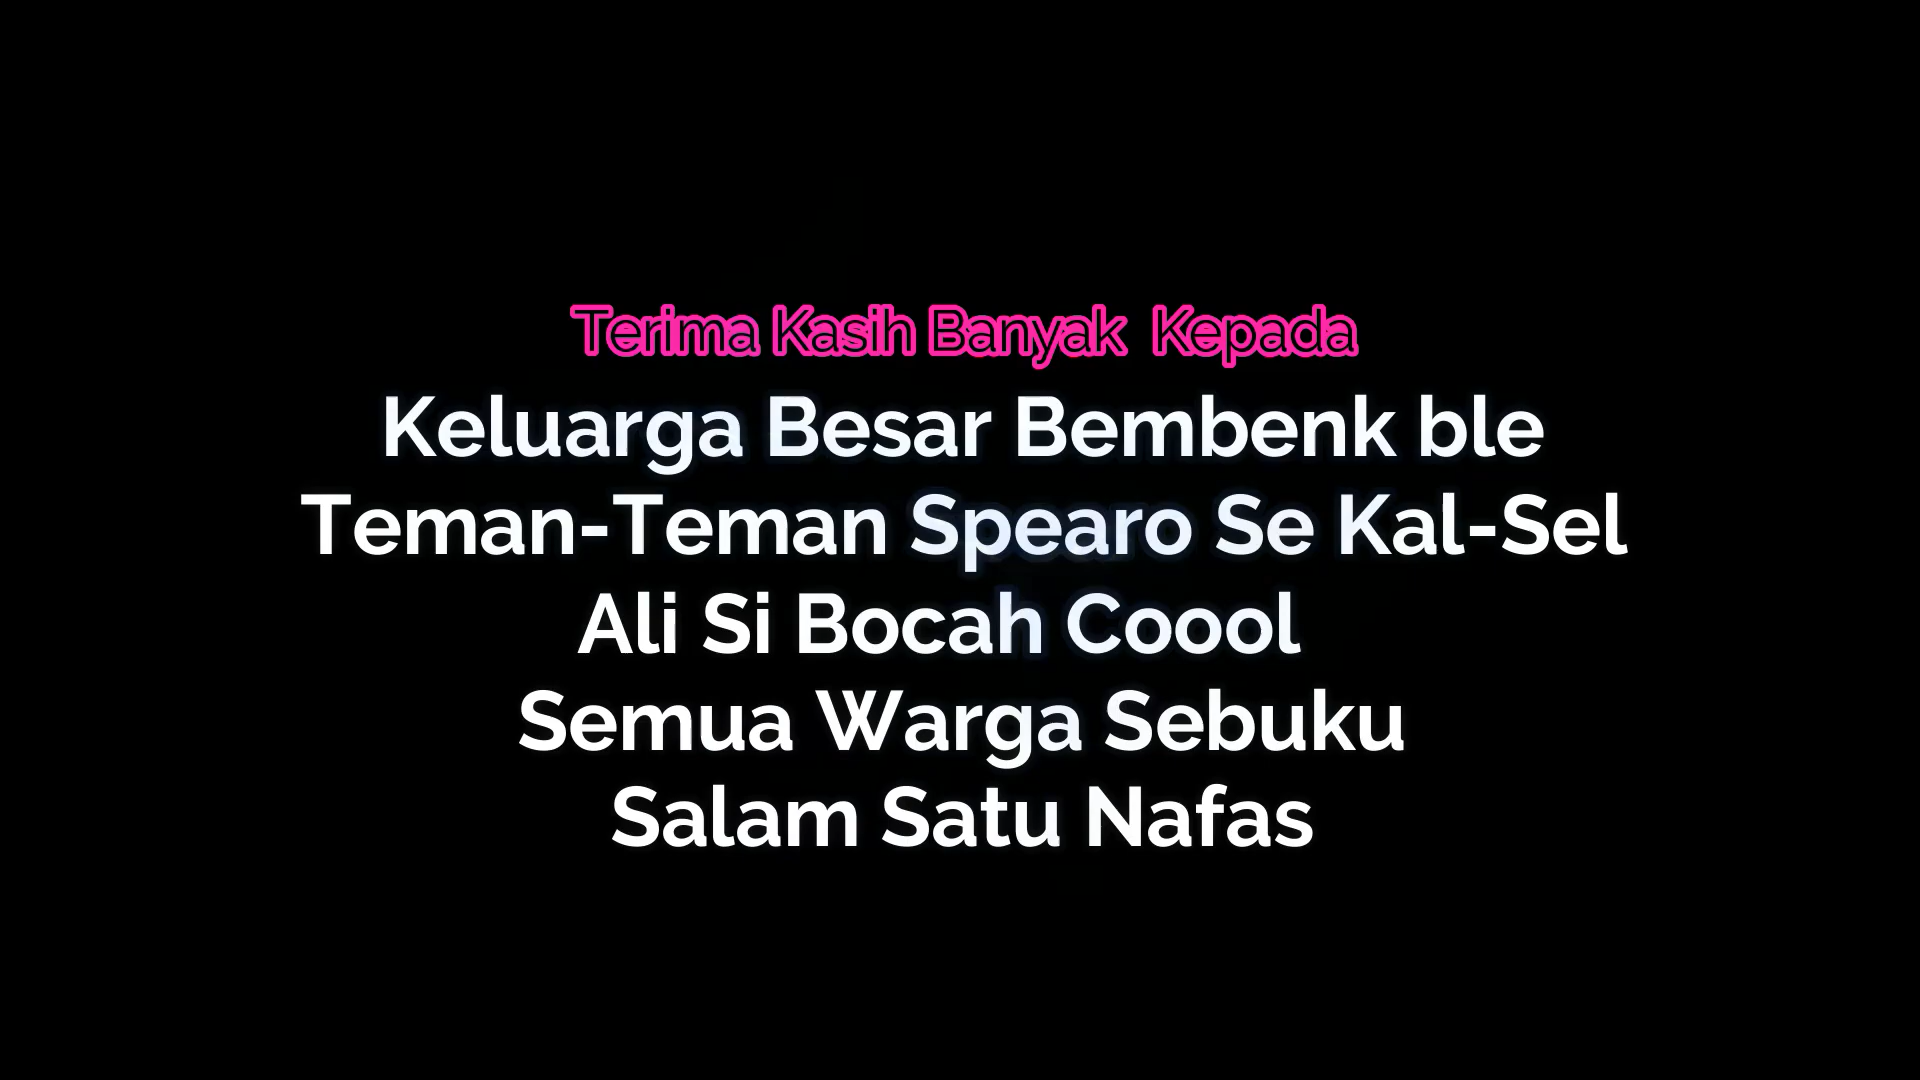 Terima Kasih Banyak  Kepada
Keluarga Besar Bembenk ble
Teman-Teman Spearo Se Kal-Sel
Ali Si Bocah Coool
Semua Warga Sebuku
Salam Satu Nafas